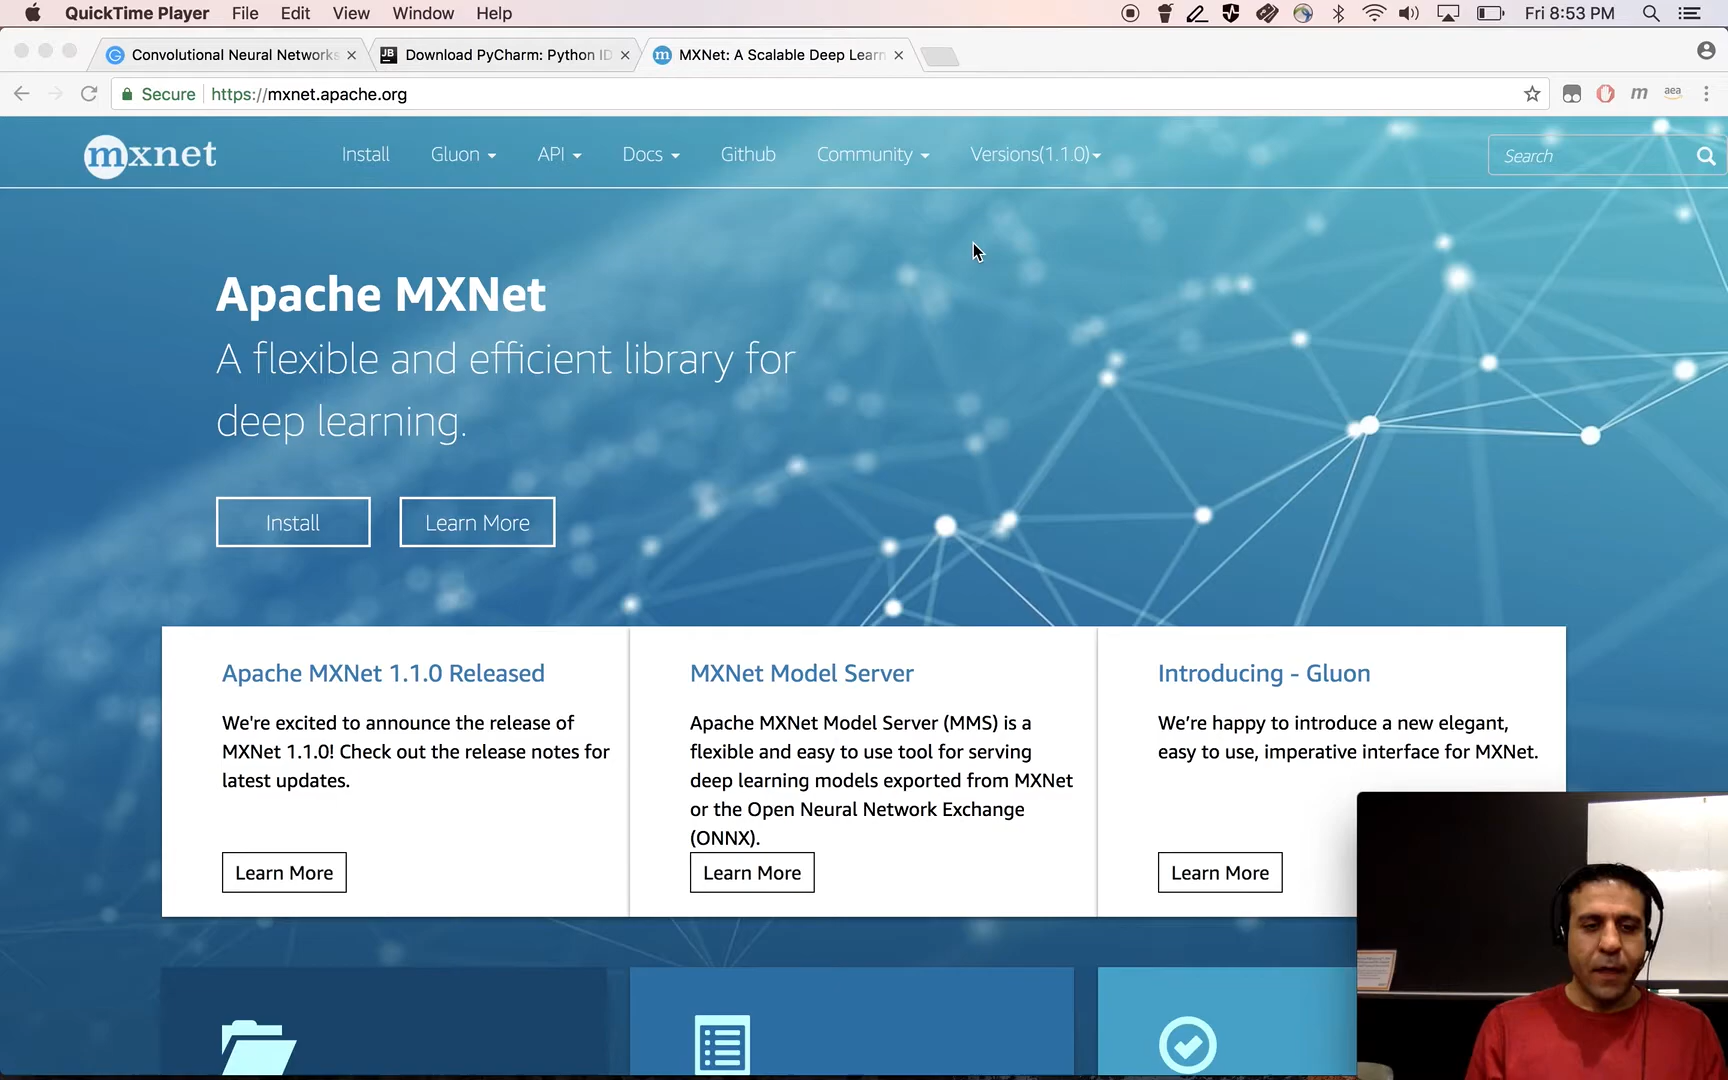 QuickTime Player File Edit View Window Help Fri 8:53 PM
Convolutional Neural Networks Download PyCharm: Python ID MXNet: A Scalable Deep Learn
Secure https://mxnet.apache.org m aea
mxnet Install Gluon API Docs Github Community Versions(1.1.0) Search
Apache MXNet
A flexible and efficient library for
deep learning.
Install Learn More
Apache MXNet 1.1.0 Released
We're excited to announce the release of
MXNet 1.1.0! Check out the release notes for
latest updates.
Learn More
MXNet Model Server
Apache MXNet Model Server (MMS) is a
flexible and easy to use tool for serving
deep learning models exported from MXNet
or the Open Neural Network Exchange
(ONNX).
Learn More
Introducing - Gluon
We’re happy to introduce a new elegant,
easy to use, imperative interface for MXNet.
Learn More